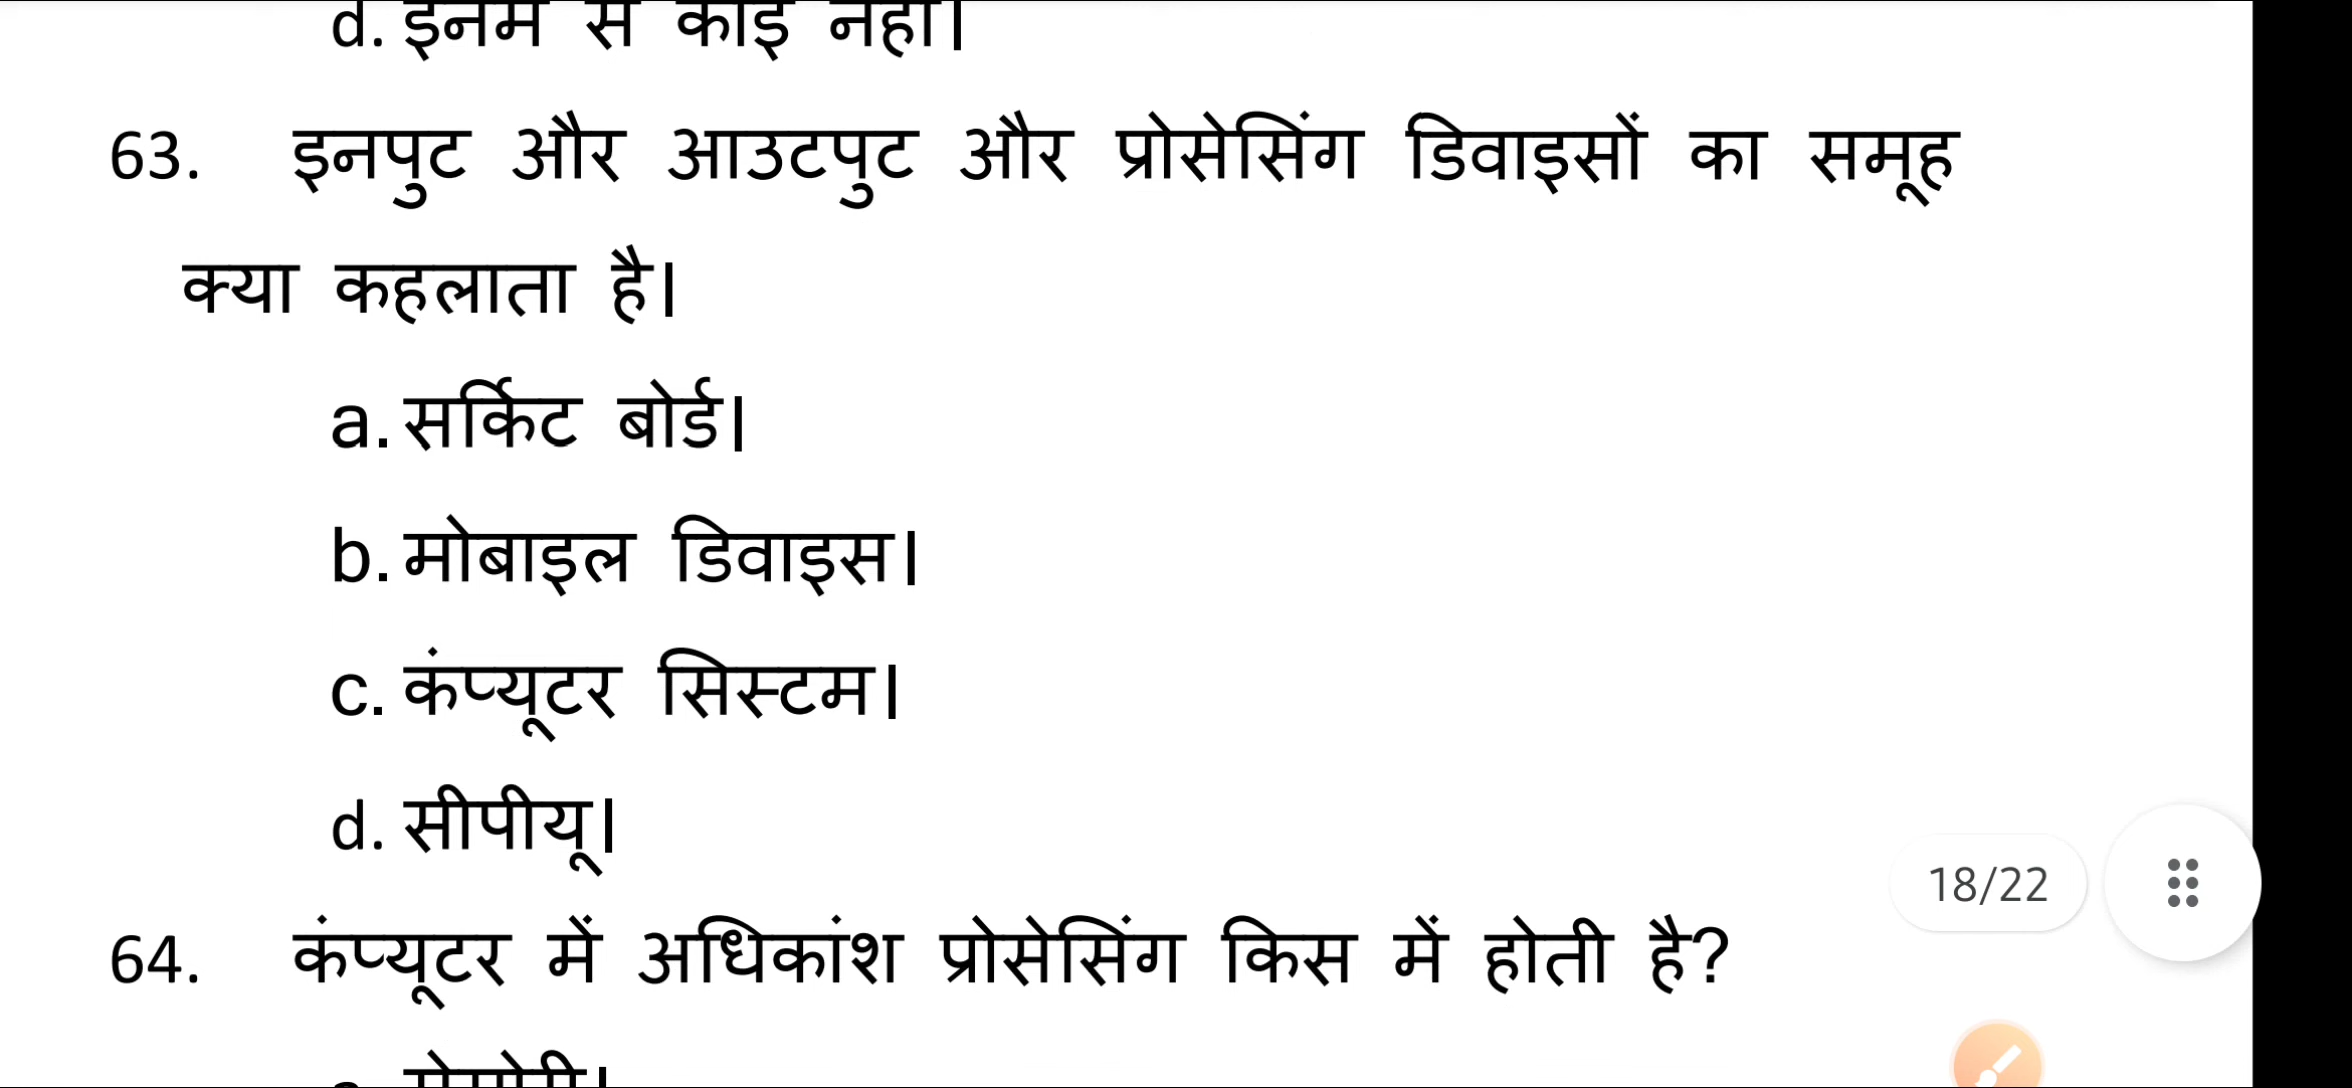 d. इनमें से कोई नहीं।
63. इनपुट और आउटपुट और प्रोसेसिंग डिवाइसों का समूह
क्या कहलाता है।
a. सर्किट बोर्ड।
b. मोबाइल डिवाइस।
c. कंप्यूटर सिस्टम।
d. सीपीयू।
18/22
64. कंप्यूटर में अधिकांश प्रोसेसिंग किस में होती है?